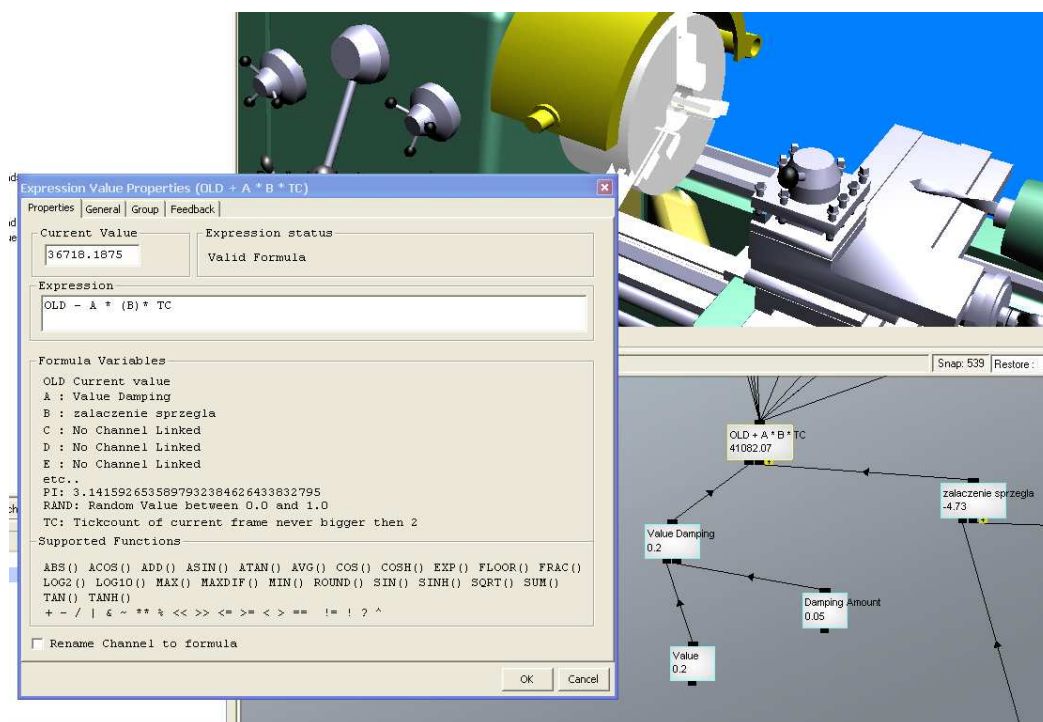 Expression Value Properties (OLD + A * B * TC)
Properties General Group Feedback
Current Value
36718.1875
Expression status
Valid Formula
Expression
OLD - A * (B)* TC
Formula Variables
OLD Current value
A : Value Damping
B : zalaczenie sprzegla
C : No Channel Linked
D : No Channel Linked
E : No Channel Linked
etc..
PI: 3.1415926535897932384626433832795
RAND: Random Value between 0.0 and 1.0
TC: Tickcount of current frame never bigger then 2
Supported Functions
ABS() ACOS() ADD() ASIN() ATAN() AVG() COS() COSH() EXP() FLOOR() FRAC()
LOG2() LOG10() MAX() MAXDIF() MIN() ROUND() SIN() SINH() SQRT() SUM()
TAN() TANH()
+ - / | & ~ ** % << >> <= >= < > == != ! ? ^
Rename Channel to formula
OK Cancel
Snap: 539 Restore :
OLD + A * B * TC
41082.07
zalaczenie sprzegla
-4.73
Value Damping
0.2
Damping Amount
0.05
Value
0.2